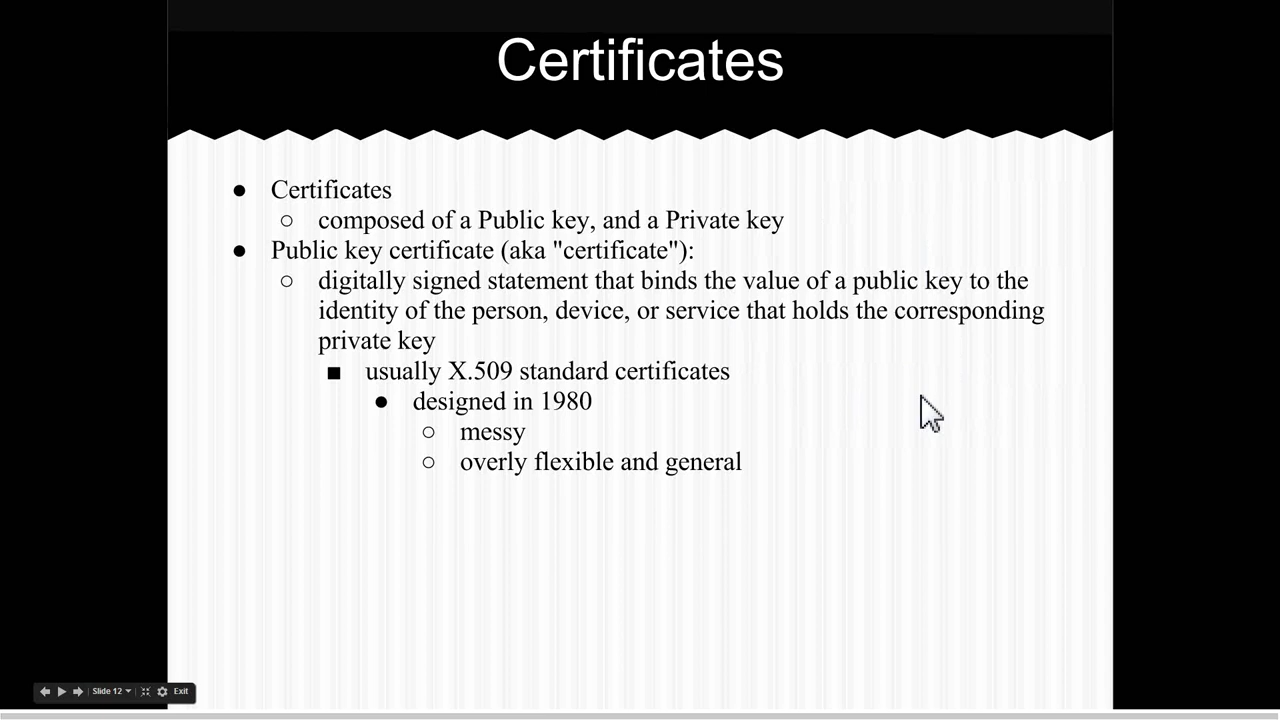 Certificates
● Certificates
○ composed of a Public key, and a Private key
● Public key certificate (aka "certificate"):
○ digitally signed statement that binds the value of a public key to the
identity of the person, device, or service that holds the corresponding
private key
■ usually X.509 standard certificates
● designed in 1980
○ messy
○ overly flexible and general
Slide 12 Exit